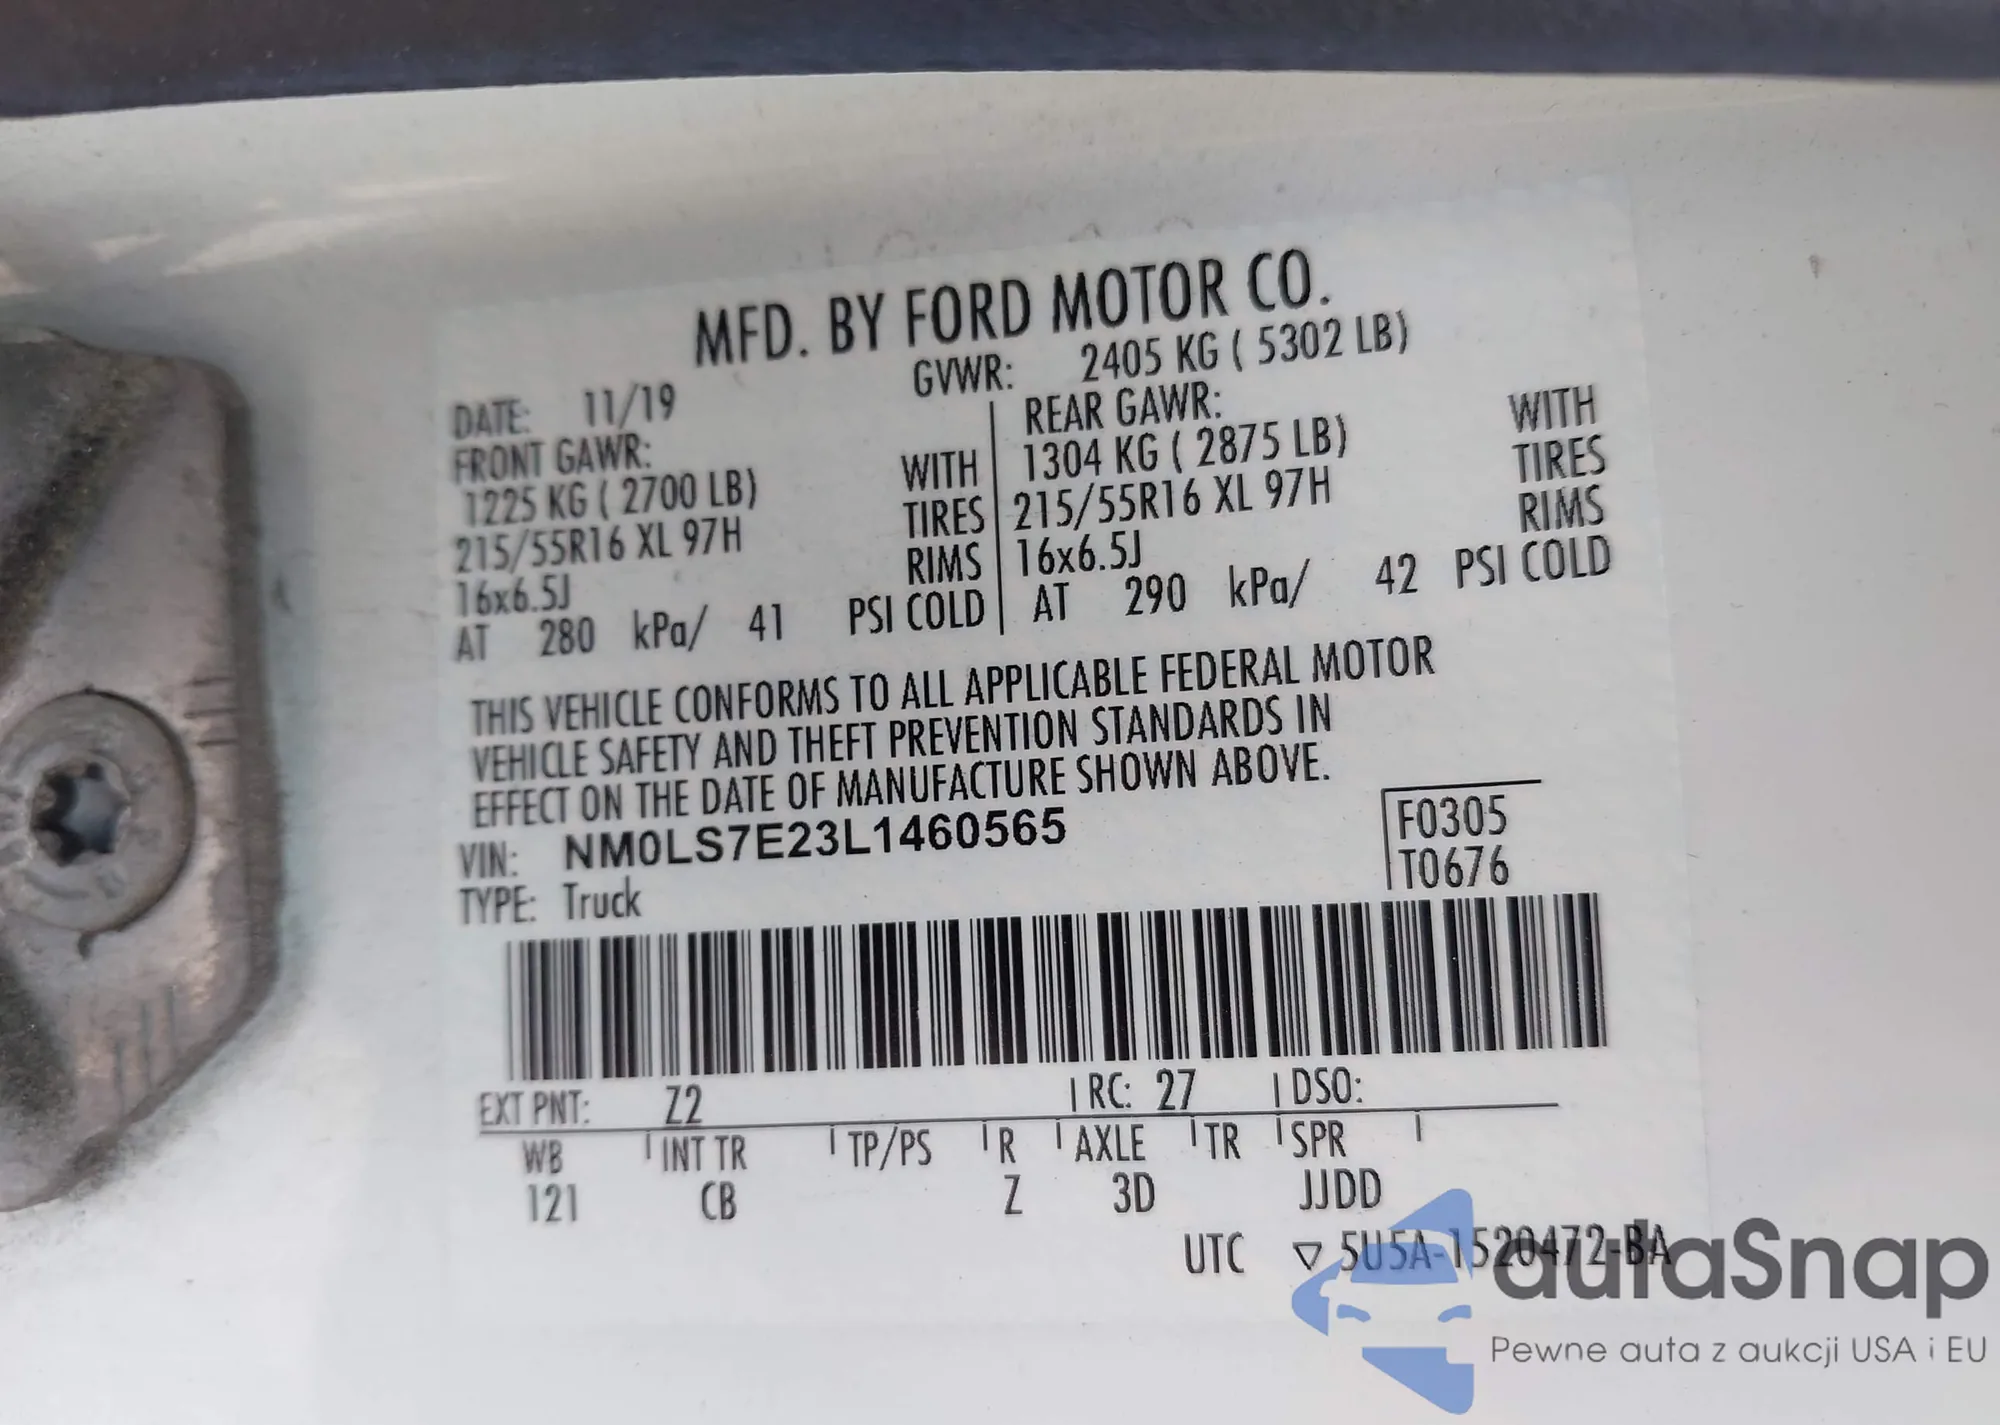 MFD. BY FORD MOTOR CO.
DATE: 11/19 GVWR: 2405 KG ( 5302 LB)
FRONT GAWR: REAR GAWR:
1225 KG ( 2700 LB) WITH 1304 KG ( 2875 LB) WITH
215/55R16 XL 97H TIRES 215/55R16 XL 97H TIRES
16x6.5J RIMS 16x6.5J RIMS
AT 280 kPa/ 41 PSI COLD AT 290 kPa/ 42 PSI COLD
THIS VEHICLE CONFORMS TO ALL APPLICABLE FEDERAL MOTOR
VEHICLE SAFETY AND THEFT PREVENTION STANDARDS IN
EFFECT ON THE DATE OF MANUFACTURE SHOWN ABOVE.
VIN: NM0LS7E23L1460565 F0305
TYPE: Truck T0676
EXT PNT: Z2 RC: 27 DSO:
WB INT TR TP/PS R AXLE TR SPR
121 CB Z 3D JJDD
UTC ▽ 5U5A-1520472-BA
autaSnap
Pewne auta z aukcji USA i EU